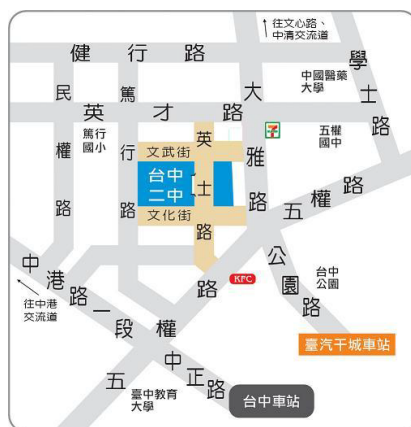 往文心路、
中清交流道
健行路
學士路
中國醫藥
大學
大雅路
民權路
篤行路
英才路
7
ELEVEN
篤行
國小
五權
國中
英士路
文武街
台中
二中
文化街
五權路
公園路
台中
公園
KFC
中港路一段
往中港
交流道
臺汽干城車站
中正路
臺中教育
大學
台中車站